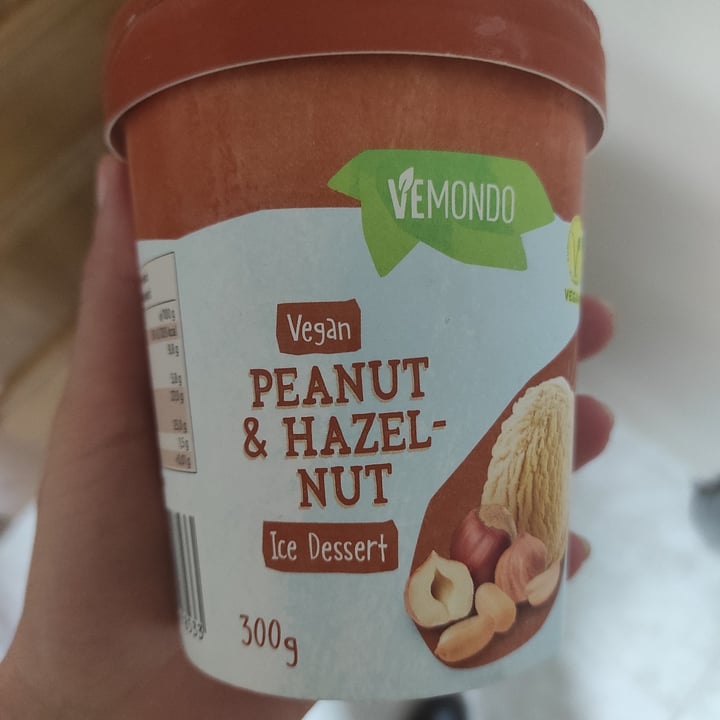 VEMONDO
Vegan
PEANUT
& HAZEL-
NUT
Ice Dessert
300g